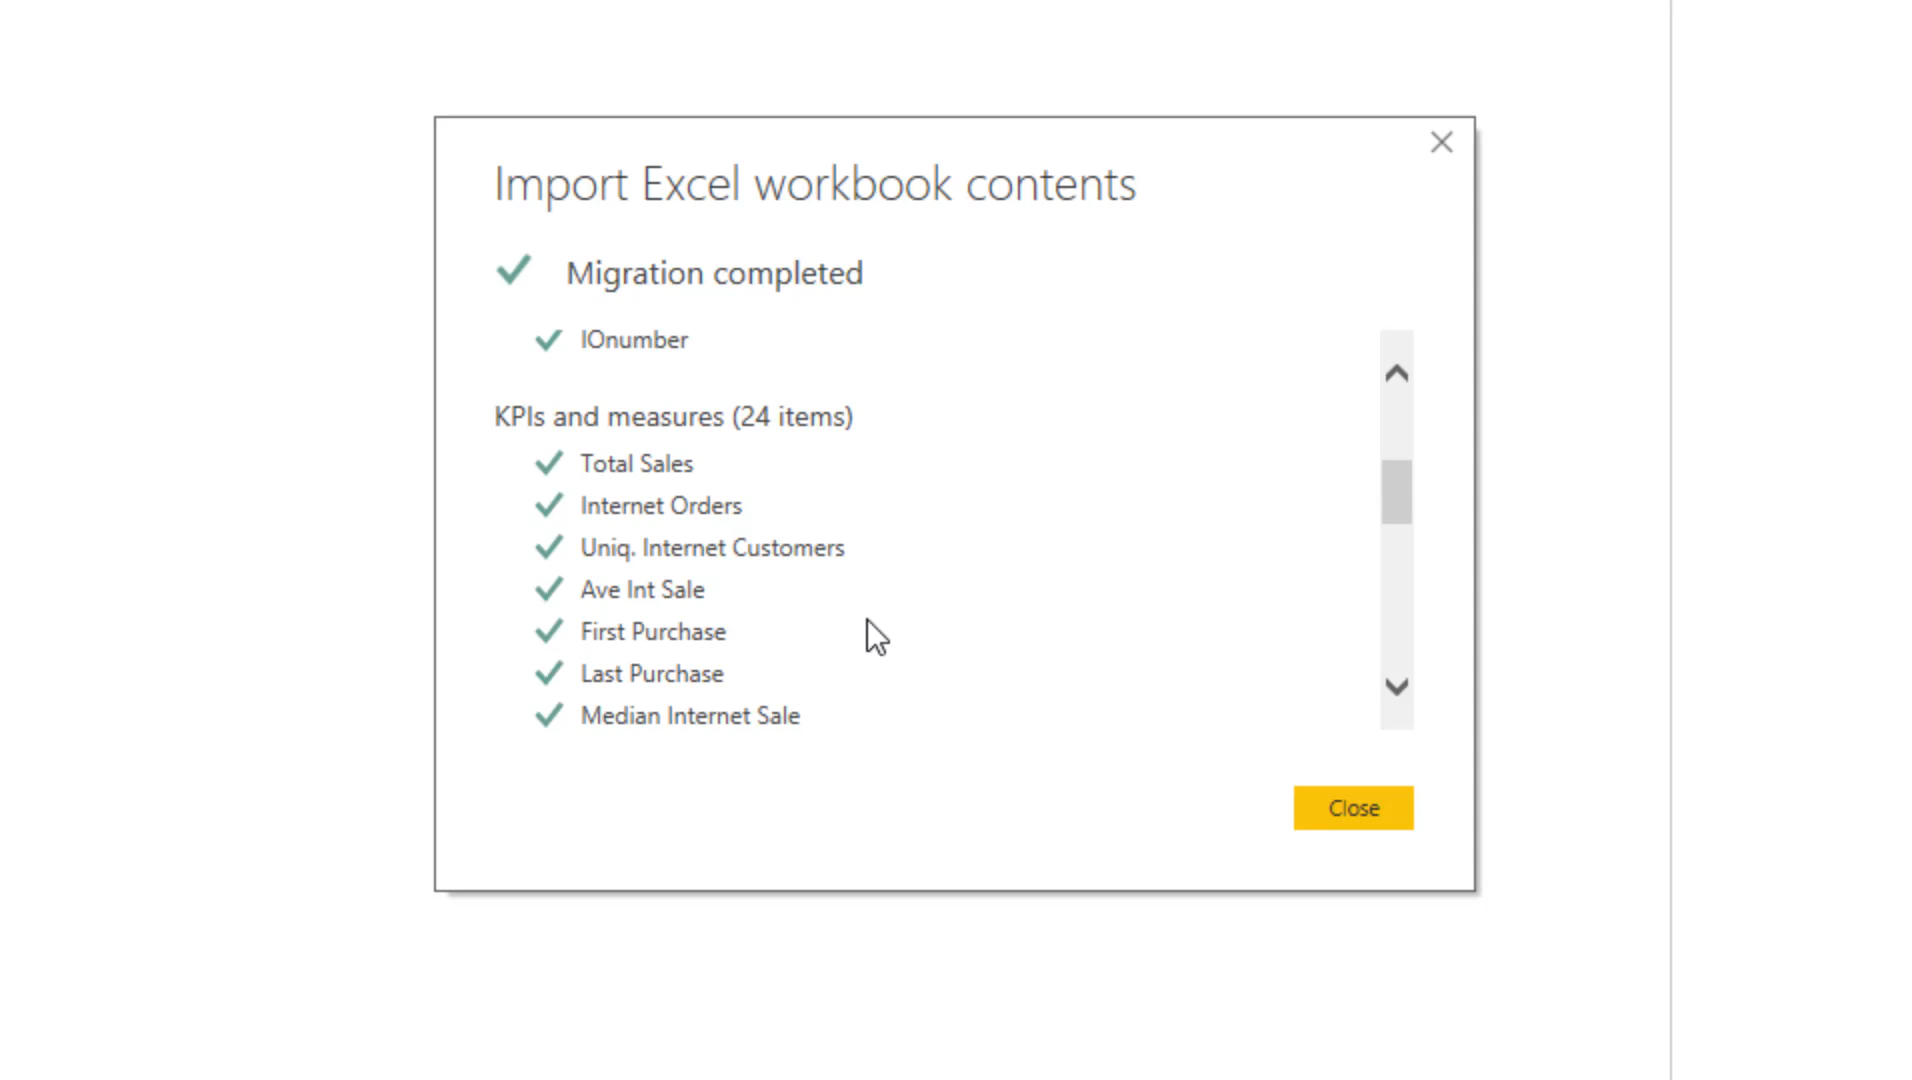 Import Excel workbook contents
Migration completed
IOnumber
KPIs and measures (24 items)
Total Sales
Internet Orders
Uniq. Internet Customers
Ave Int Sale
First Purchase
Last Purchase
Median Internet Sale
Close